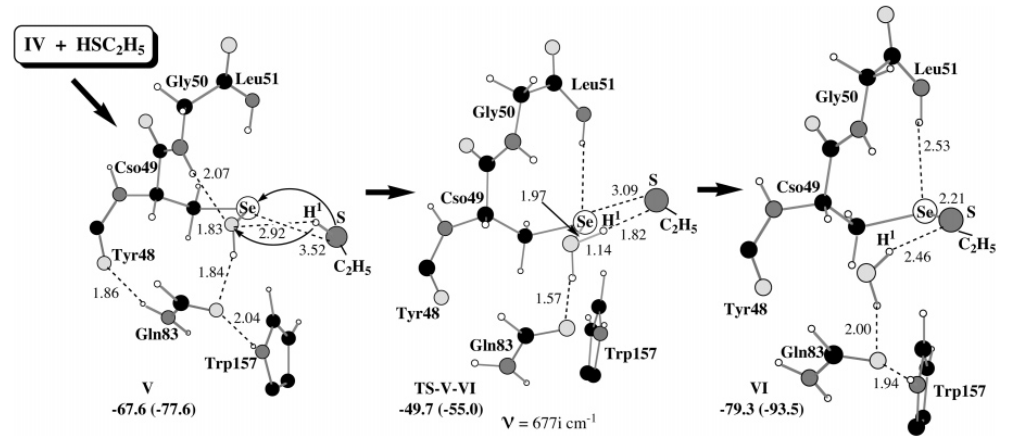 IV + HSC₂H₅
Gly50
Leu51
Cso49
2.07
Se
S
H¹
1.83
2.92
3.52
C₂H₅
Tyr48
1.84
1.86
Gln83
2.04
Trp157
V
-67.6 (-77.6)
Leu51
Gly50
Cso49
1.97
3.09
S
Se
H¹
1.82
C₂H₅
1.14
Tyr48
1.57
Gln83
Trp157
TS-V-VI
-49.7 (-55.0)
ν = 677i cm⁻¹
Leu51
Gly50
2.53
Cso49
Se
2.21
S
H¹
C₂H₅
2.46
Tyr48
2.00
Gln83
1.94
Trp157
VI
-79.3 (-93.5)